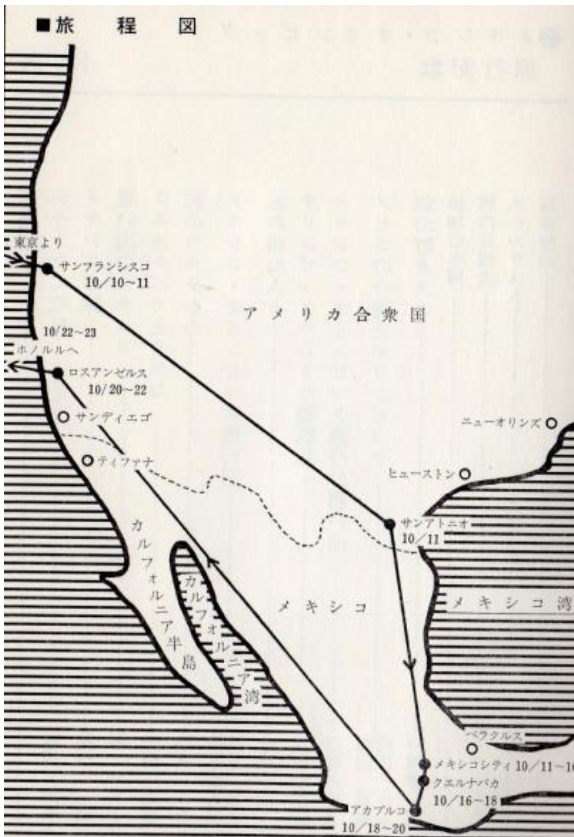 ■旅程図
東京より
サンフランシスコ
10/10~11
アメリカ合衆国
10/22~23
ホノルルへ
ロスアンゼルス
10/20~22
サンディエゴ
ニューオリンズ
ティファナ
ヒューストン
サンアトニオ
10/11
カルフォルニア半島
カルフォルニア湾
メキシコ
メキシコ湾
ベラクルス
メキシコシティ 10/11~16
クエルナバカ
10/16~18
アカプルコ
10/18~20